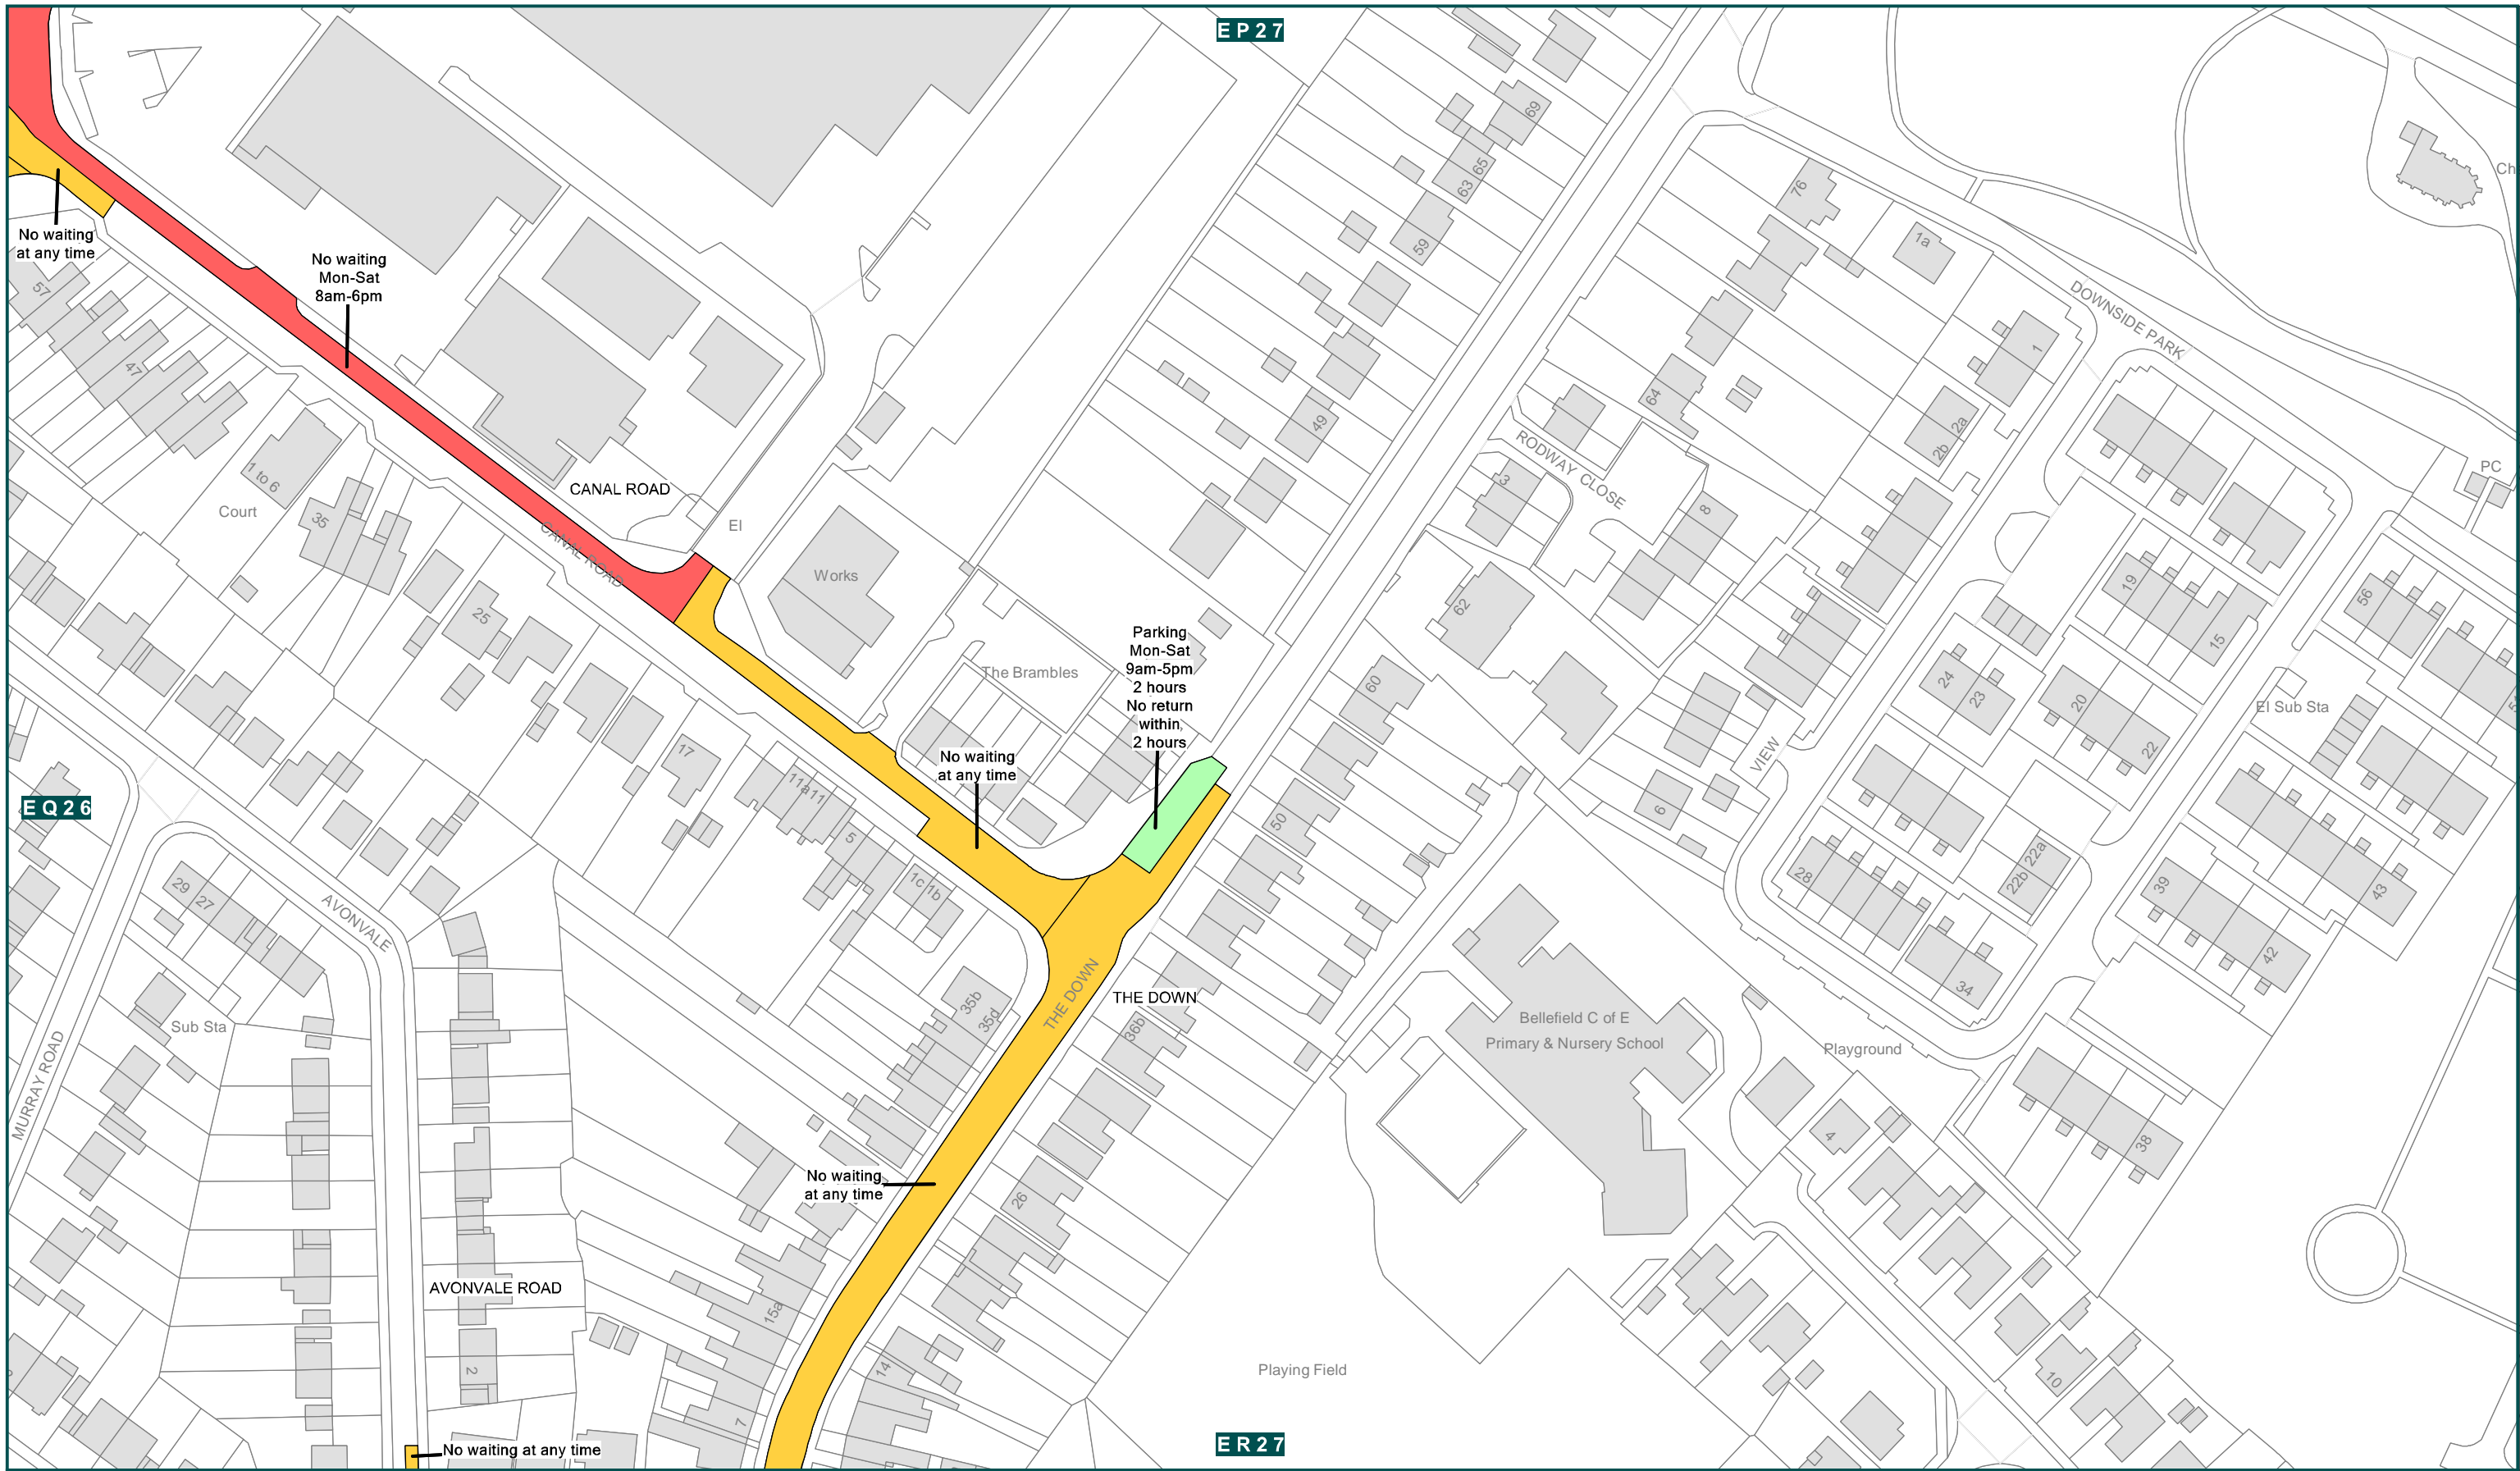 EP27
69
65
63
76
Ch
1a
59
No waiting
at any time
No waiting
Mon-Sat
8am-6pm
57
DOWNSIDE PARK
1
47
64
49
2a
2b
RODWAY CLOSE
PC
1 to 6
3
CANAL ROAD
Court
35
EI
8
CANAL ROAD
Works
19
56
25
62
15
Parking
Mon-Sat
9am-5pm
2 hours
No return
within
2 hours
The Brambles
60
24
23
20
El Sub Sta
17
VIEW
22
No waiting
at any time
11a
11
EQ26
6
50
5
22a
22b
28
1c
1b
39
43
29
27
AVONVALE
42
34
35b
35d
THE DOWN
THE DOWN
36b
Bellefield C of E
Primary & Nursery School
Sub Sta
Playground
MURRAY ROAD
4
38
No waiting
at any time
26
AVONVALE ROAD
15a
2
14
Playing Field
10
7
No waiting at any time
ER27